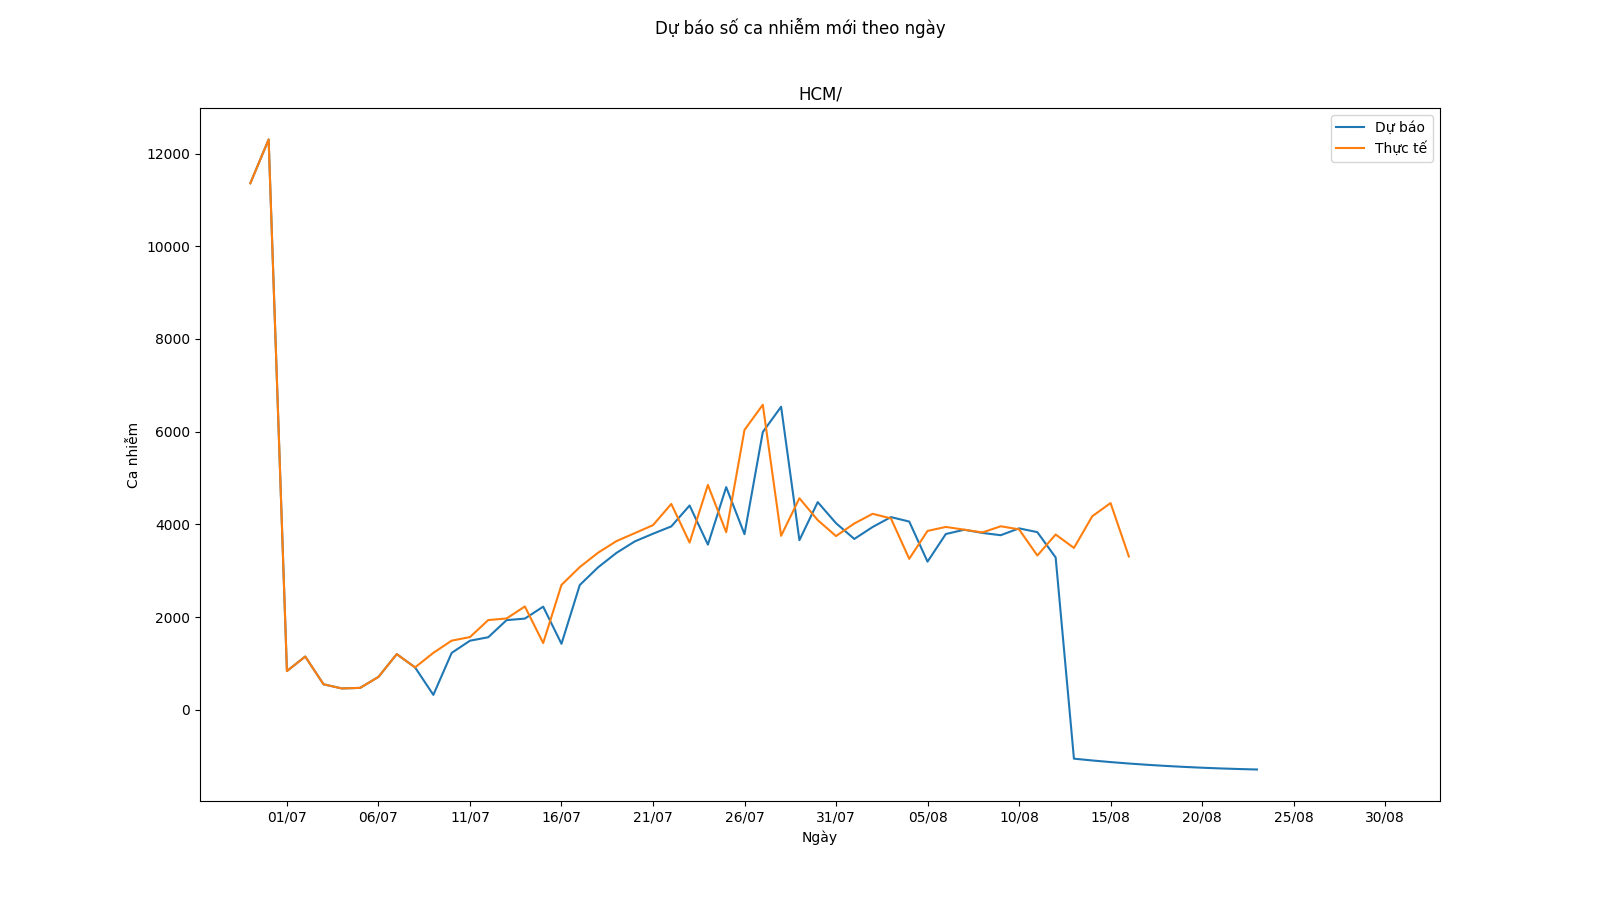 Dự báo số ca nhiễm mới theo ngày
HCM/
Dự báo
Thực tế
12000
10000
8000
6000
4000
2000
0
Ca nhiễm
01/07 06/07 11/07 16/07 21/07 26/07 31/07 05/08 10/08 15/08 20/08 25/08 30/08
Ngày